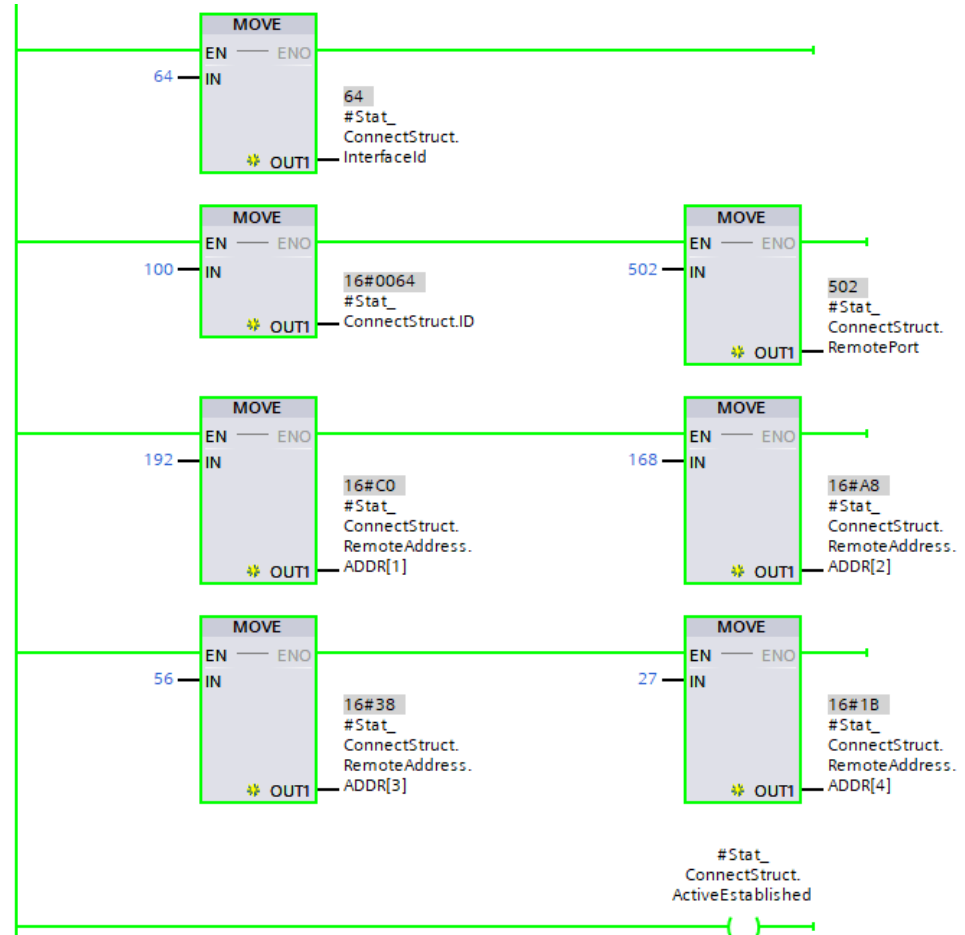 MOVE
EN ENO
64 IN
64
#Stat_
ConnectStruct.
InterfaceId
OUT1
MOVE
EN ENO
100 IN
16#0064
#Stat_
ConnectStruct.ID
OUT1
MOVE
EN ENO
502 IN
502
#Stat_
ConnectStruct.
RemotePort
OUT1
MOVE
EN ENO
192 IN
16#C0
#Stat_
ConnectStruct.
RemoteAddress.
ADDR[1]
OUT1
MOVE
EN ENO
168 IN
16#A8
#Stat_
ConnectStruct.
RemoteAddress.
ADDR[2]
OUT1
MOVE
EN ENO
56 IN
16#38
#Stat_
ConnectStruct.
RemoteAddress.
ADDR[3]
OUT1
MOVE
EN ENO
27 IN
16#1B
#Stat_
ConnectStruct.
RemoteAddress.
ADDR[4]
OUT1
#Stat_
ConnectStruct.
ActiveEstablished